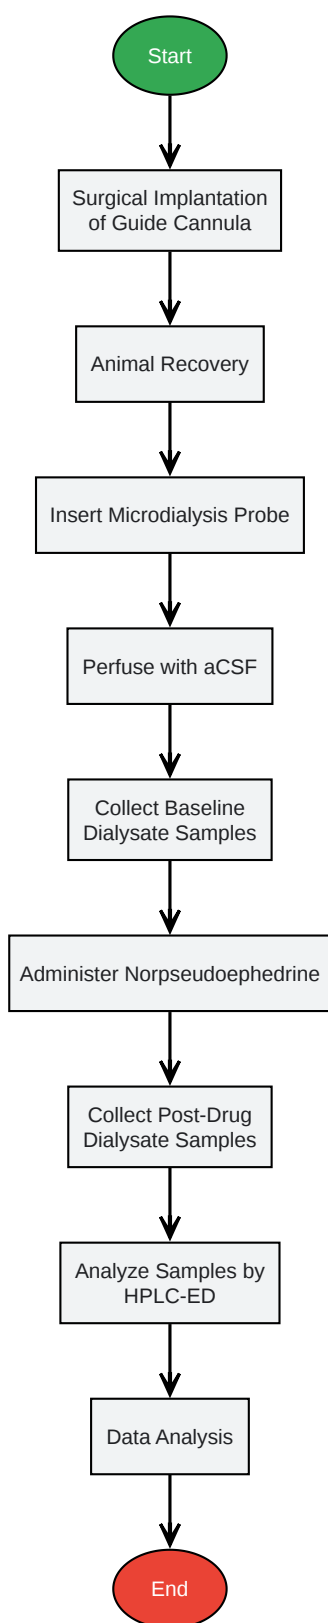 Start
Surgical Implantation
of Guide Cannula
Animal Recovery
Insert Microdialysis Probe
Perfuse with aCSF
Collect Baseline
Dialysate Samples
Administer Norpseudoephedrine
Collect Post-Drug
Dialysate Samples
Analyze Samples by
HPLC-ED
Data Analysis
End